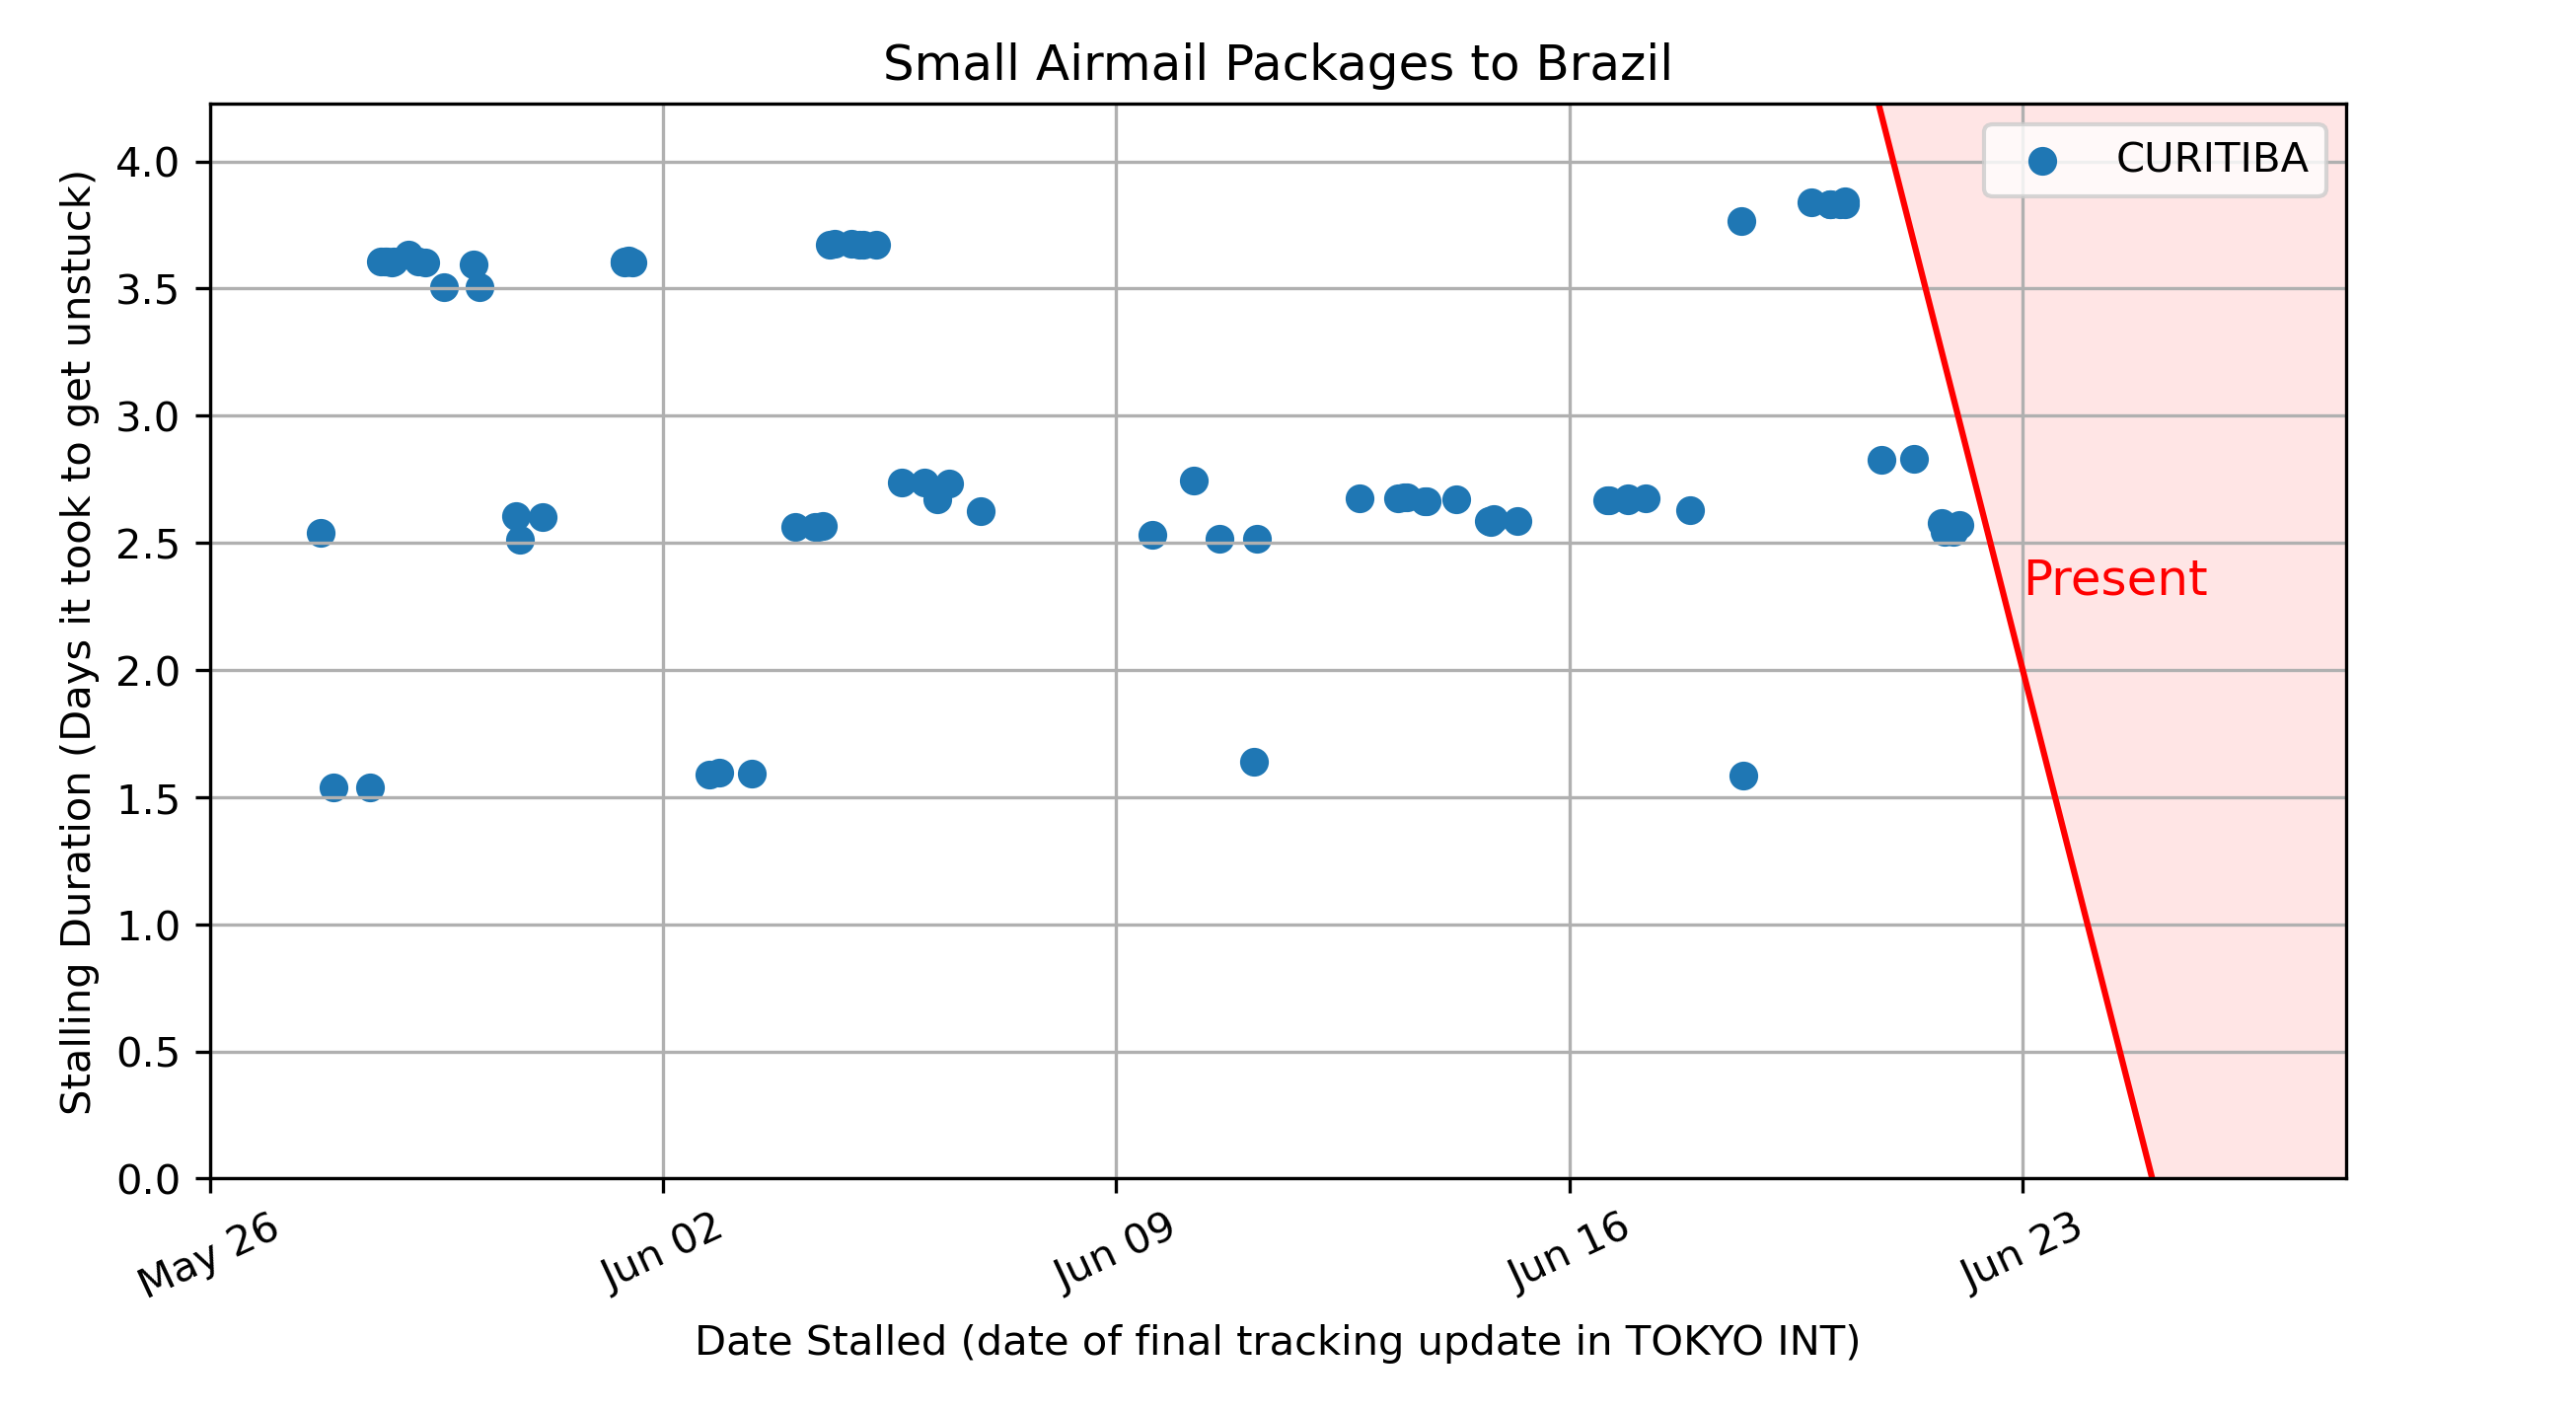 Small Airmail Packages to Brazil
CURITIBA
Stalling Duration (Days it took to get unstuck)
4.0
3.5
3.0
2.5
2.0
1.5
1.0
0.5
0.0
Present
May 26
Jun 02
Jun 09
Jun 16
Jun 23
Date Stalled (date of final tracking update in TOKYO INT)